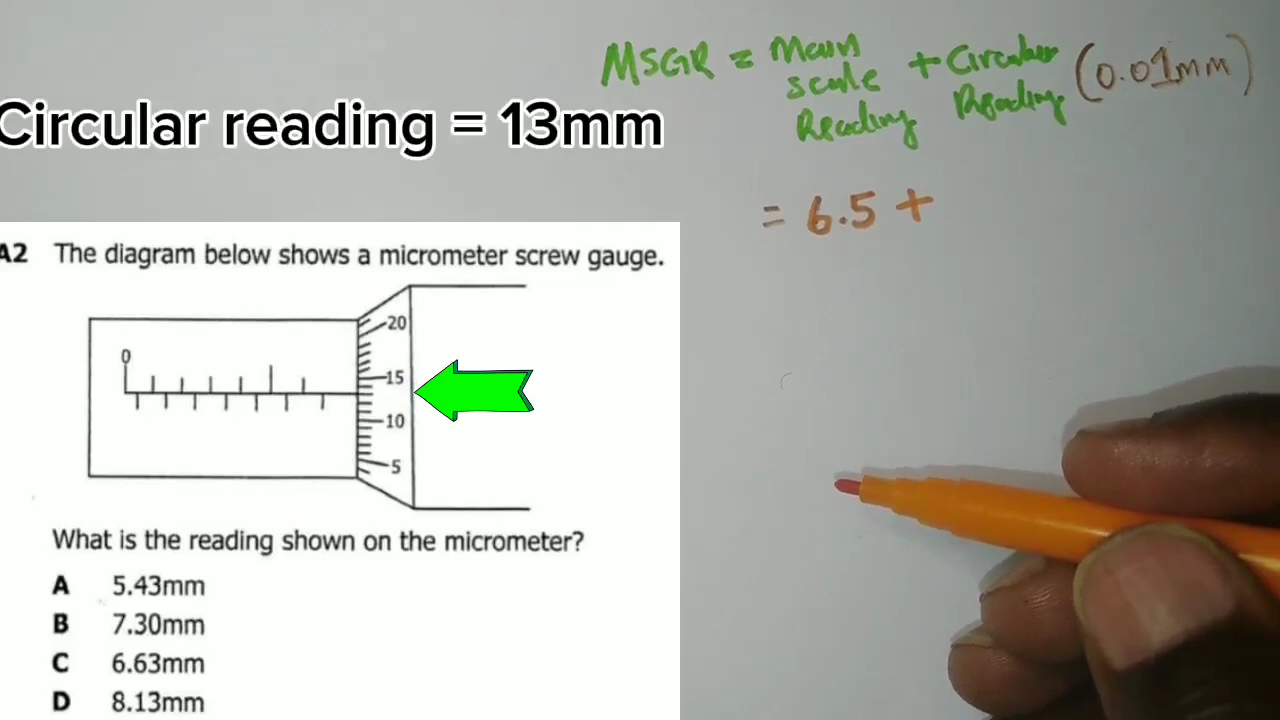 MSGR = Main scale Reading + Circular Reading (0.01mm)
Circular reading = 13mm
= 6.5 +
A2 The diagram below shows a micrometer screw gauge.
0
20
15
10
5
What is the reading shown on the micrometer?
A 5.43mm
B 7.30mm
C 6.63mm
D 8.13mm